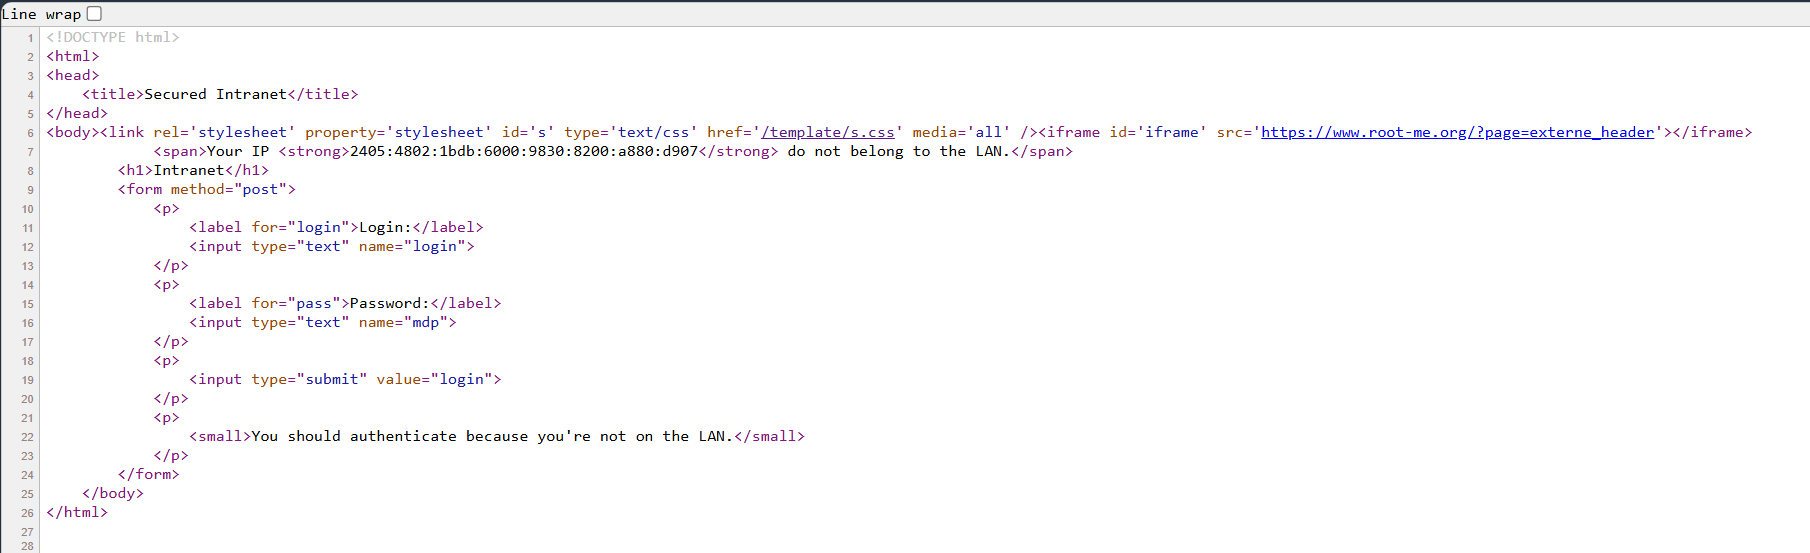 Line wrap
1 <!DOCTYPE html>
2 <html>
3 <head>
4 <title>Secured Intranet</title>
5 </head>
6 <body><link rel='stylesheet' property='stylesheet' id='s' type='text/css' href='/template/s.css' media='all' /><iframe id='iframe' src='https://www.root-me.org/?page=externe_header'></iframe>
7 <span>Your IP <strong>2405:4802:1bdb:6000:9830:8200:a880:d907</strong> do not belong to the LAN.</span>
8 <h1>Intranet</h1>
9 <form method="post">
10 <p>
11 <label for="login">Login:</label>
12 <input type="text" name="login">
13 </p>
14 <p>
15 <label for="pass">Password:</label>
16 <input type="text" name="mdp">
17 </p>
18 <p>
19 <input type="submit" value="login">
20 </p>
21 <p>
22 <small>You should authenticate because you're not on the LAN.</small>
23 </p>
24 </form>
25 </body>
26 </html>
27
28